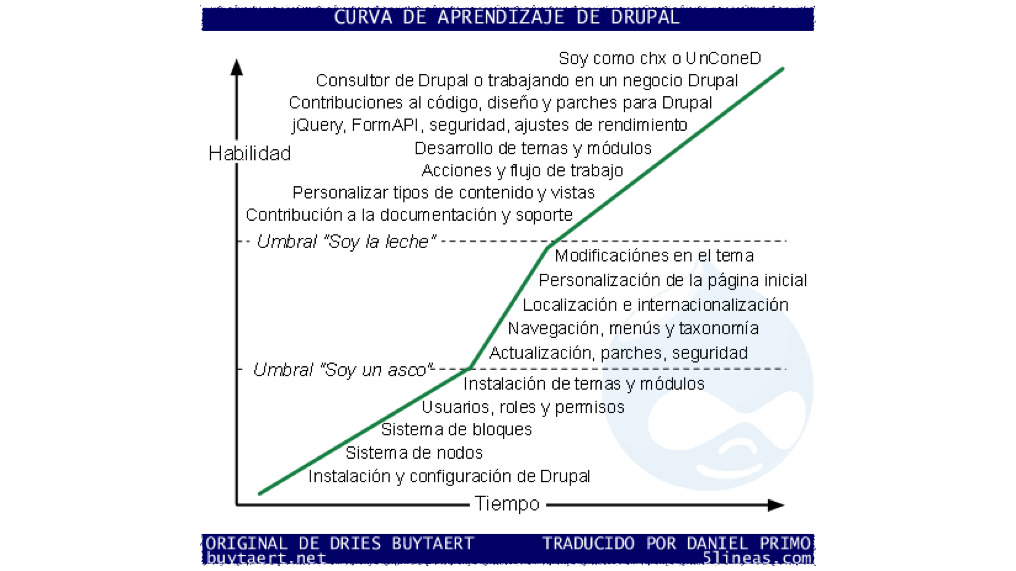 CURVA DE APRENDIZAJE DE DRUPAL
Soy como chx o UnConeD
Consultor de Drupal o trabajando en un negocio Drupal
Contribuciones al código, diseño y parches para Drupal
jQuery, FormAPI, seguridad, ajustes de rendimiento
Desarrollo de temas y módulos
Habilidad
Acciones y flujo de trabajo
Personalizar tipos de contenido y vistas
Contribución a la documentación y soporte
Umbral "Soy la leche"
Modificaciónes en el tema
Personalización de la página inicial
Localización e internacionalización
Navegación, menús y taxonomía
Actualización, parches, seguridad
Umbral "Soy un asco"
Instalación de temas y módulos
Usuarios, roles y permisos
Sistema de bloques
Sistema de nodos
Instalación y configuración de Drupal
Tiempo
ORIGINAL DE DRIES BUYTAERT
buytaert.net
TRADUCIDO POR DANIEL PRIMO
5lineas.com